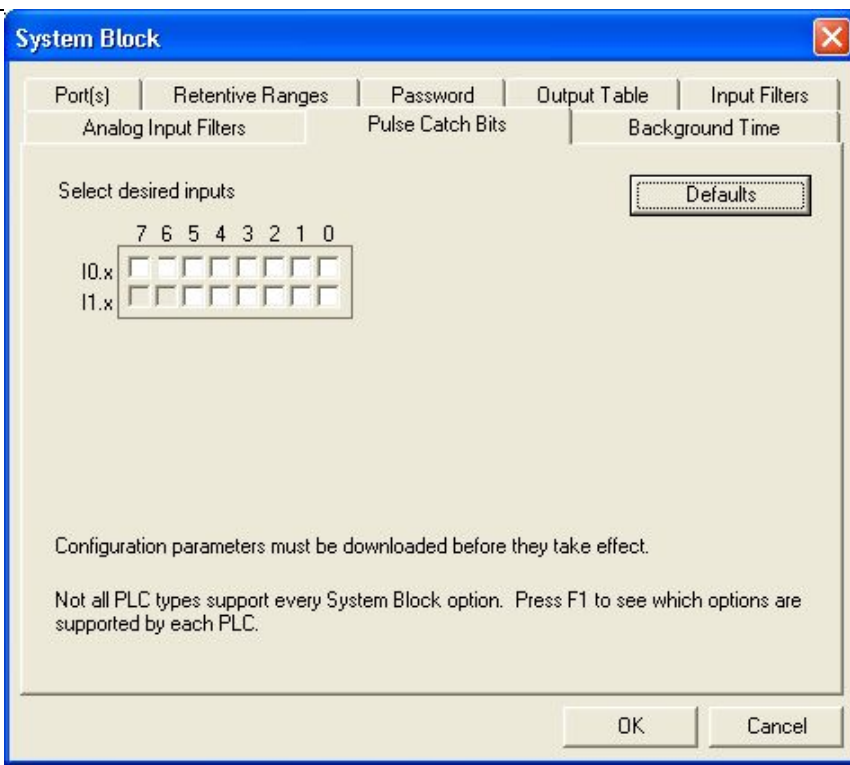 System Block
Port(s) Retentive Ranges Password Output Table Input Filters
Analog Input Filters Pulse Catch Bits Background Time
Select desired inputs Defaults
7 6 5 4 3 2 1 0
I0.x
I1.x
Configuration parameters must be downloaded before they take effect.
Not all PLC types support every System Block option. Press F1 to see which options are
supported by each PLC.
OK Cancel